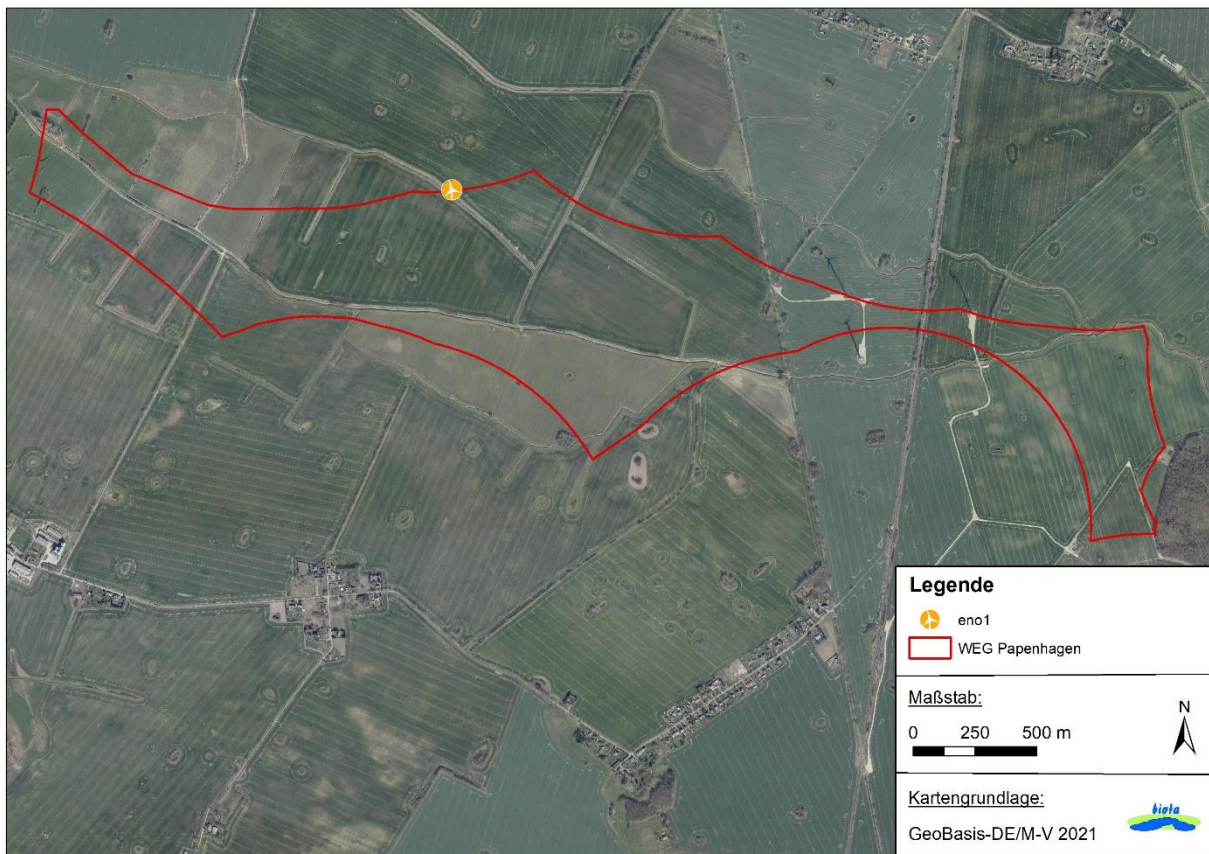 Legende
eno1
WEG Papenhagen
Maßstab:
0 250 500 m
N
Kartengrundlage:
GeoBasis-DE/M-V 2021
biota